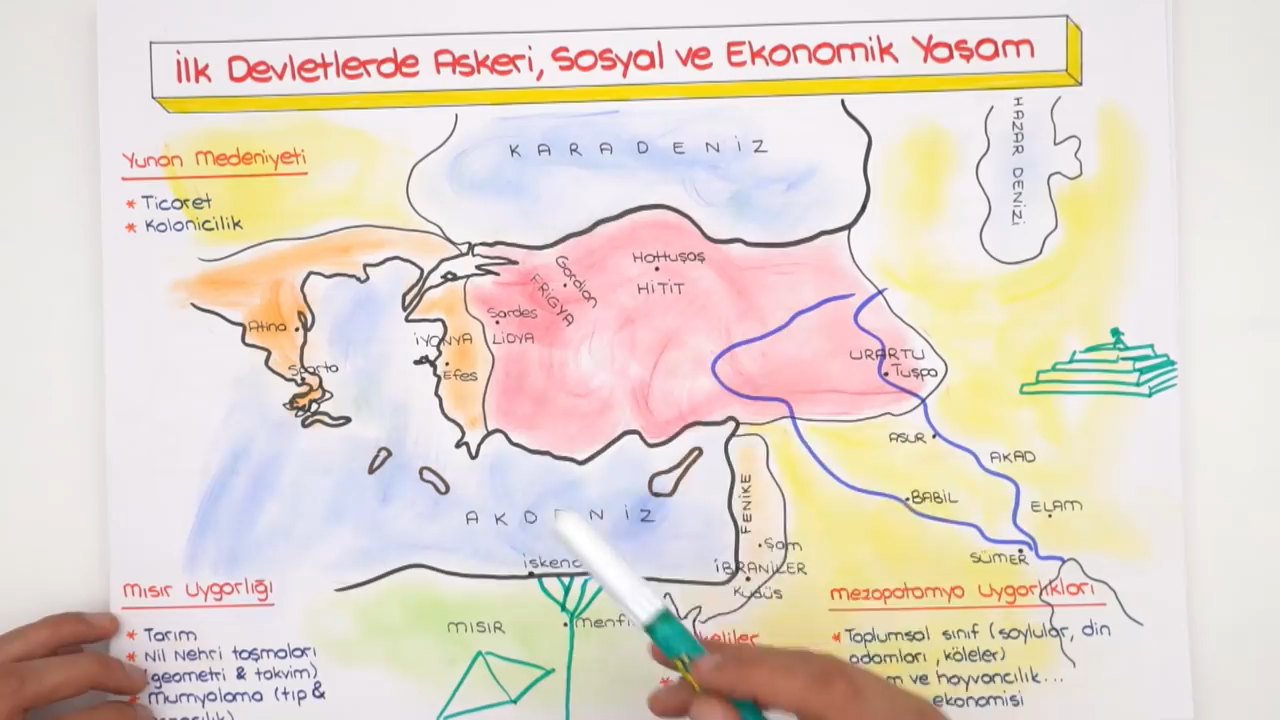 İlk Devletlerde Askeri, Sosyal ve Ekonomik Yaşam
KARADENİZ
HAZAR DENİZİ
Yunan Medeniyeti
* Ticaret
* Kolonicilik
Hattuşaş
HİTİT
Gordion
FRİGYA
Sardes
LİDYA
Atina
Sparta
İYONYA
Efes
URARTU
Tuşpa
ASUR
AKAD
BABİL
ELAM
SÜMER
FENİKE
Şam
İBRANİLER
Kudüs
AKDENİZ
MISIR
Mısır Uygarlığı
* Tarım
* Nil Nehri taşmaları
(geometri & takvim)
* Mumyalama (tıp &
Mezopotamya Uygarlıkları
* Toplumsal sınıf (soylular, din
adamları, köleler)
ve hayvancılık...
ekonomisi